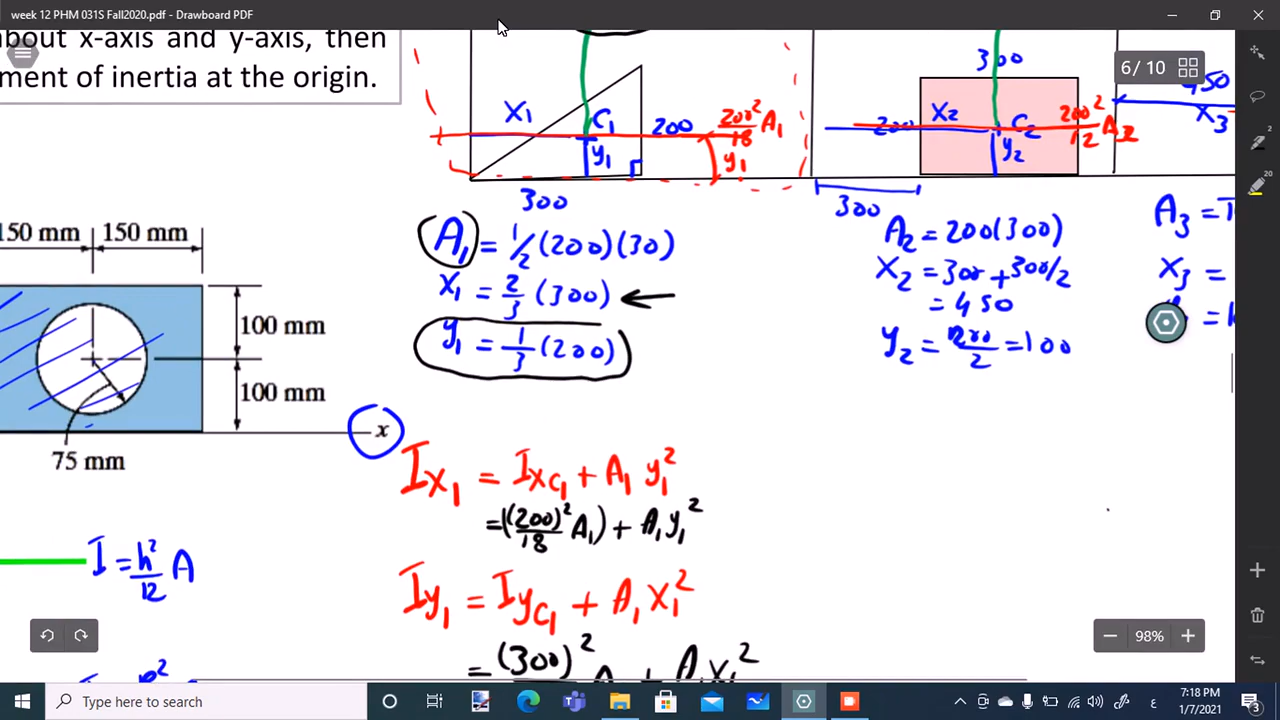 week 12 PHM 031S Fall2020.pdf - Drawboard PDF
about x-axis and y-axis, then
ment of inertia at the origin.
6 / 10
X₁
C₁
y₁
200
200²/18 A₁
y₁
300
300
200
X₂
C₂
y₂
200²/12 A₂
300
450
X₃
A₁ = 1/2 (200)(30)
X₁ = 2/3 (300)
y₁ = 1/3 (200)
A₂ = 200(300)
X₂ = 300 + 300/2
= 450
y₂ = 200/2 = 100
A₃ =
X₃ =
150 mm
150 mm
100 mm
100 mm
x
75 mm
Ix₁ = Ixc₁ + A₁ y₁²
= ((200)²/18 A₁) + A₁y₁²
I = h²/12 A
Iy₁ = Iyc₁ + A₁ X₁²
= (300)² + A₁X₁²
98%
Type here to search
ع
7:18 PM
1/7/2021
3